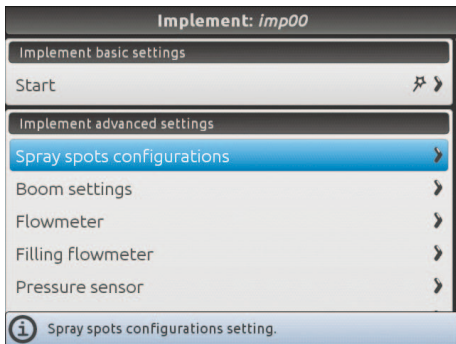 Implement: imp00
Implement basic settings
Start
Implement advanced settings
Spray spots configurations
Boom settings
Flowmeter
Filling flowmeter
Pressure sensor
Spray spots configurations setting.